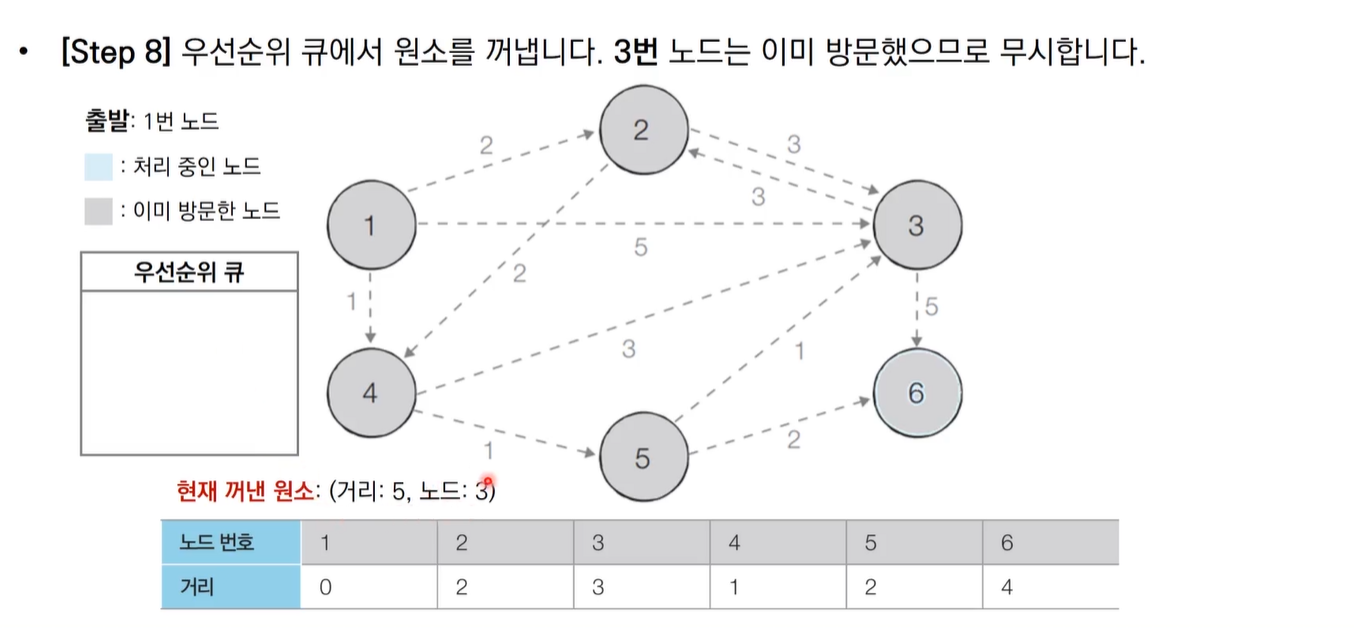 • [Step 8] 우선순위 큐에서 원소를 꺼냅니다. 3번 노드는 이미 방문했으므로 무시합니다.
출발: 1번 노드
: 처리 중인 노드
: 이미 방문한 노드
우선순위 큐
2
2
3
3
1
3
5
2
1
5
3
1
4
6
1
5
2
현재 꺼낸 원소: (거리: 5, 노드: 3)
노드 번호 1 2 3 4 5 6
거리 0 2 3 1 2 4